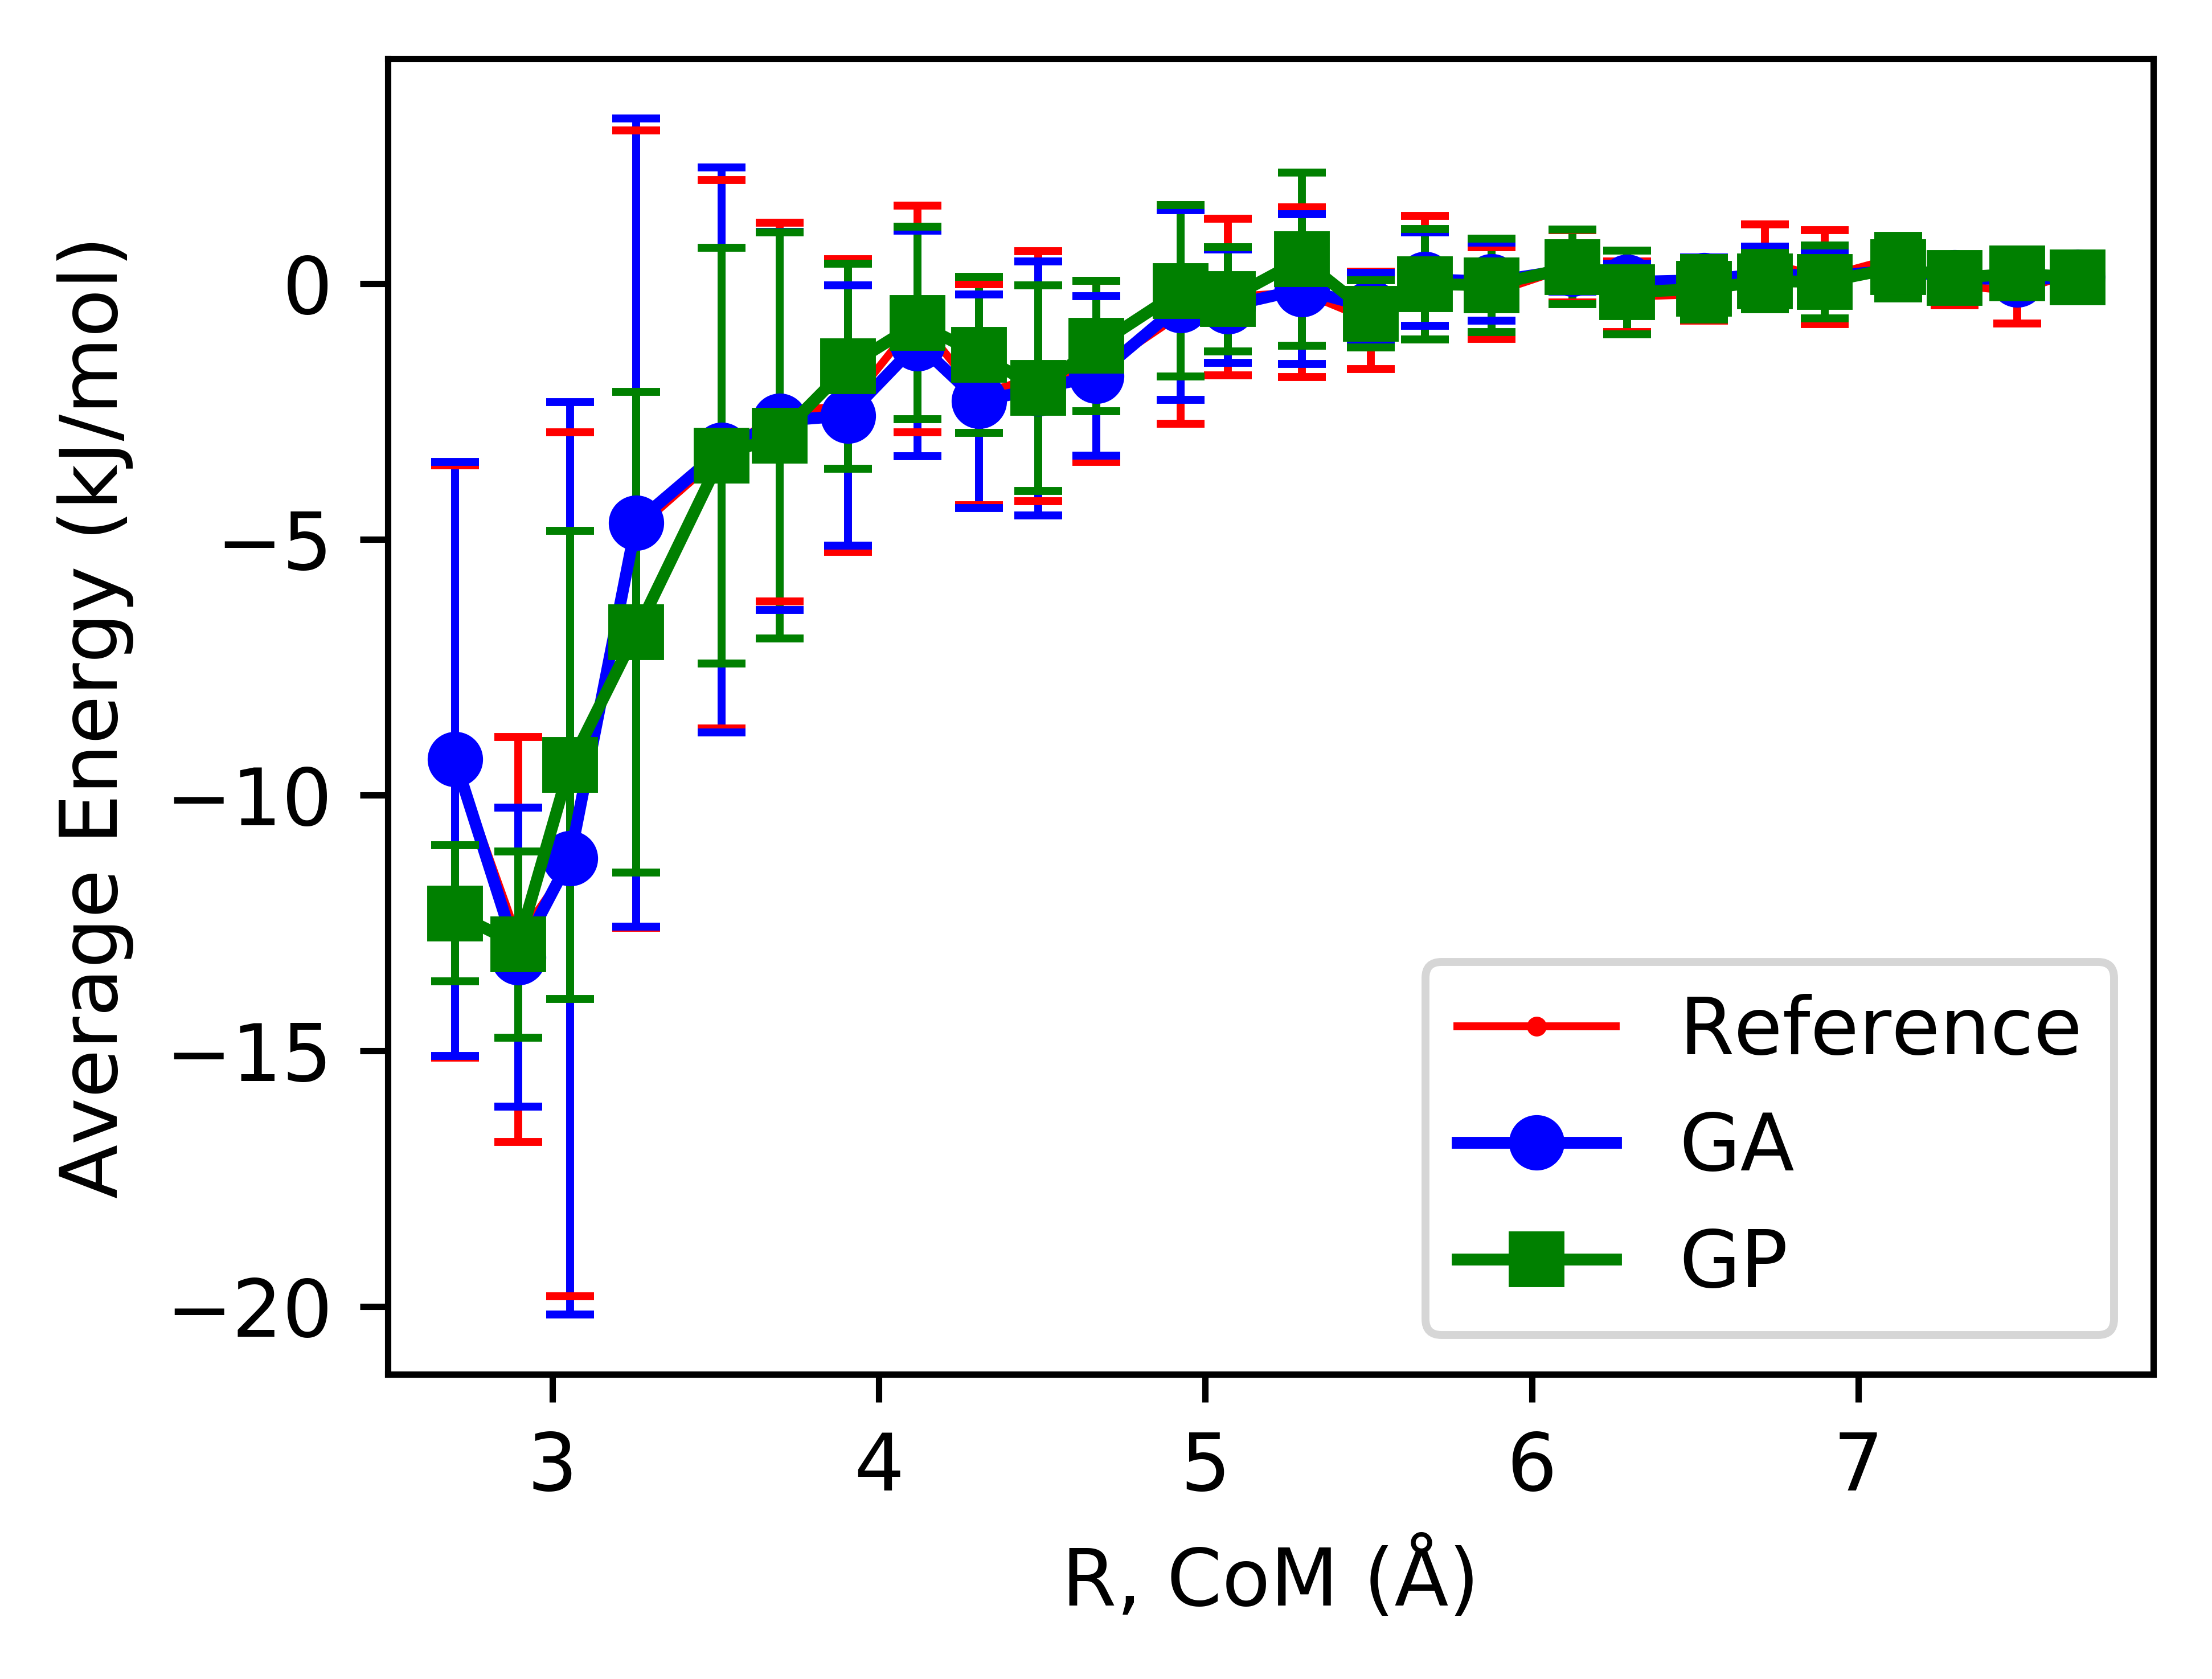 Average Energy (kJ/mol)
0
−5
−10
−15
−20
Reference
GA
GP
3 4 5 6 7
R, CoM (Å)